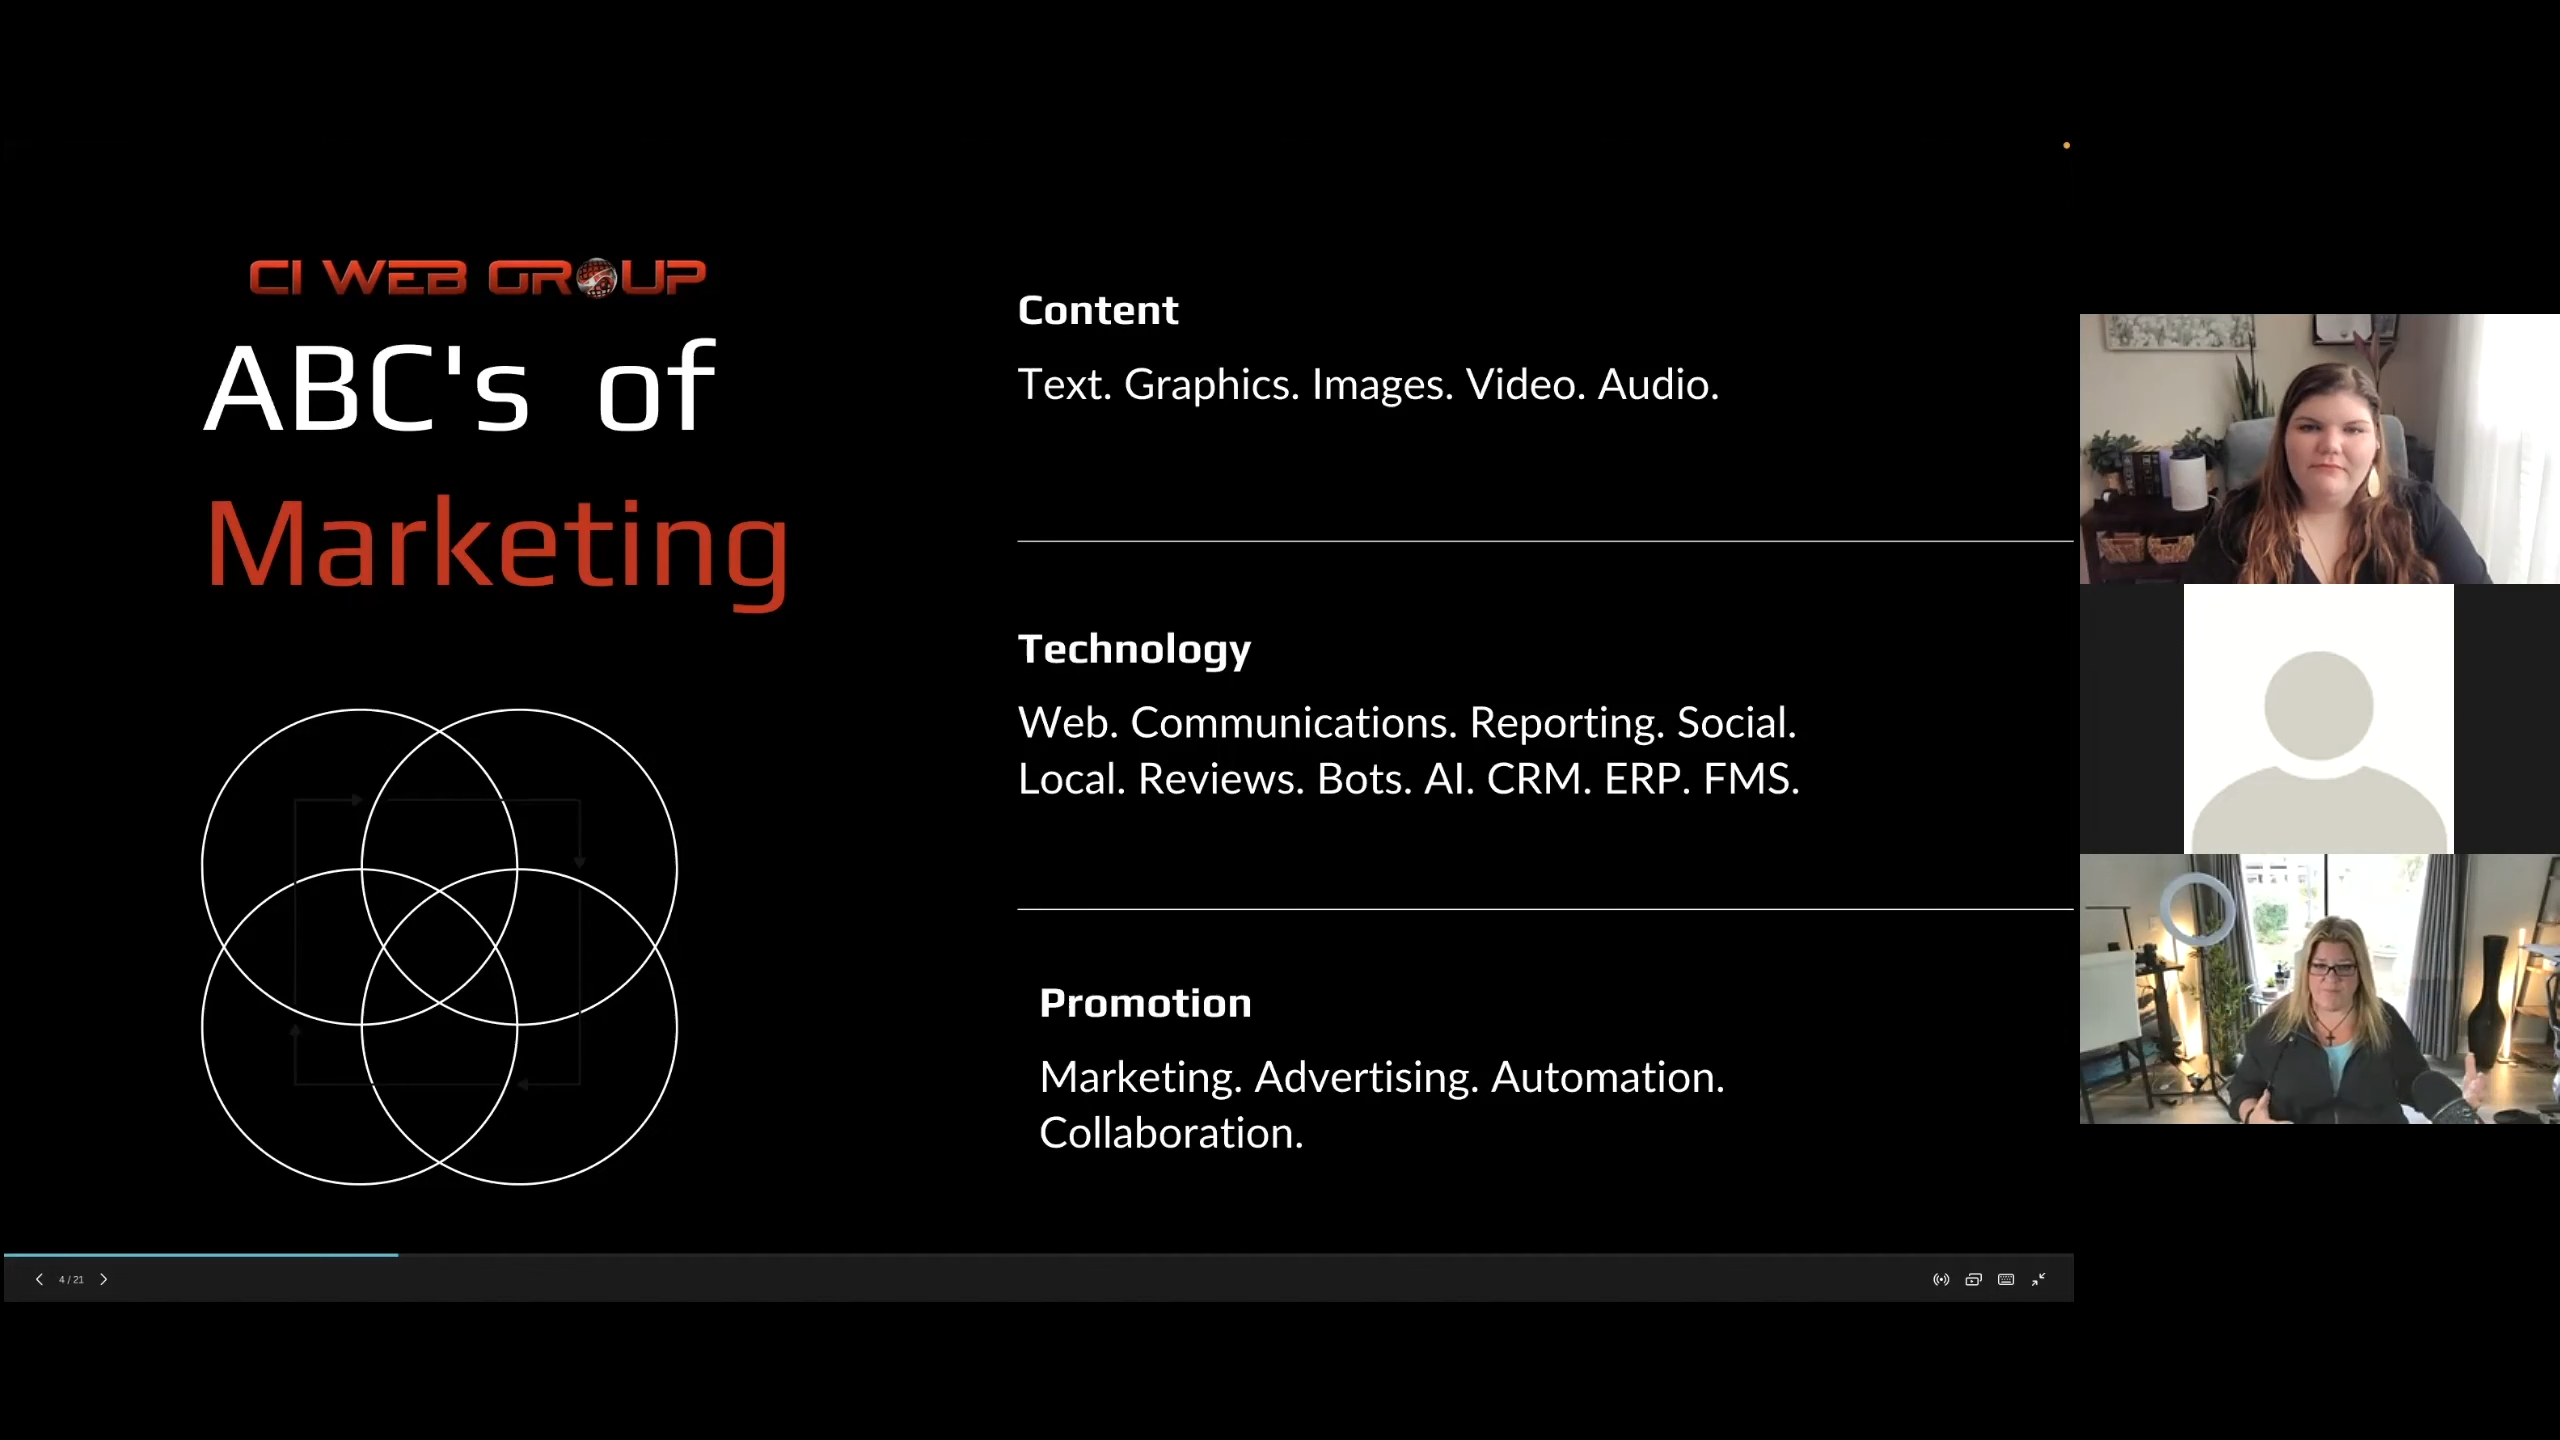 CI WEB GROUP
ABC's of
Marketing
Content
Text. Graphics. Images. Video. Audio.
Technology
Web. Communications. Reporting. Social.
Local. Reviews. Bots. AI. CRM. ERP. FMS.
Promotion
Marketing. Advertising. Automation.
Collaboration.
4 / 21